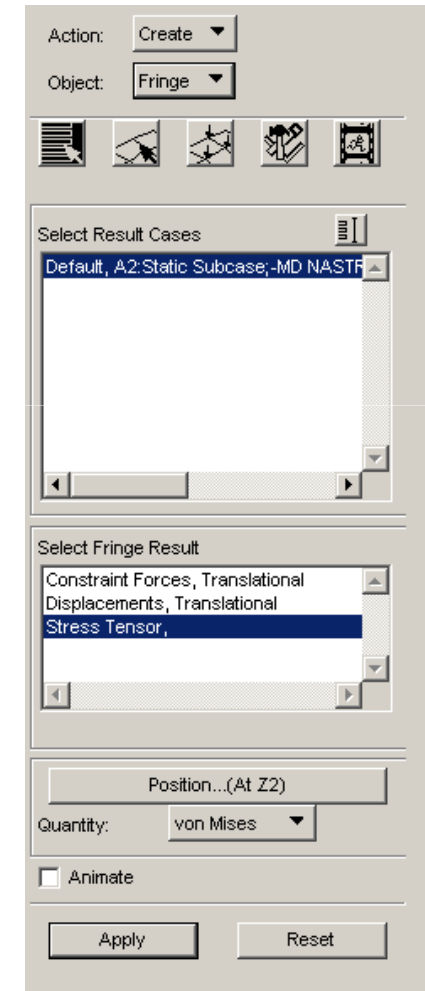 Action: Create
Object: Fringe
Select Result Cases
Default, A2:Static Subcase;-MD NASTR
Select Fringe Result
Constraint Forces, Translational
Displacements, Translational
Stress Tensor,
Position...(At Z2)
Quantity: von Mises
Animate
Apply Reset